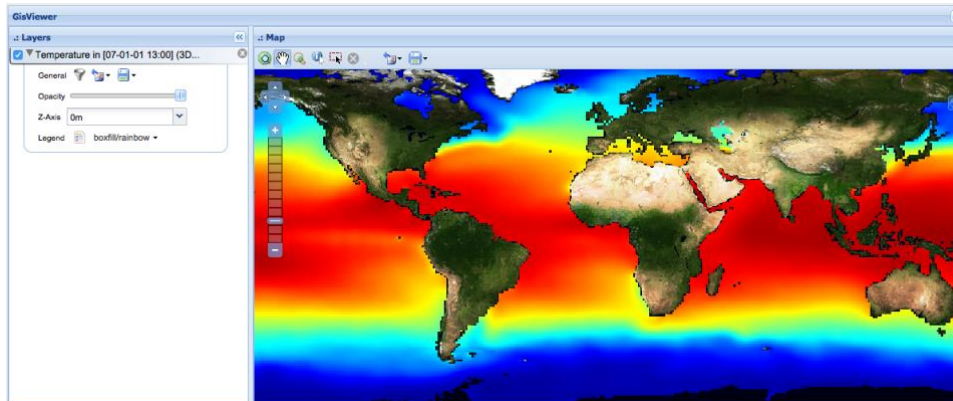 GisViewer
.: Layers
.: Map
Temperature in [07-01-01 13:00] (3D...
General
Opacity
Z-Axis 0m
Legend boxfill/rainbow